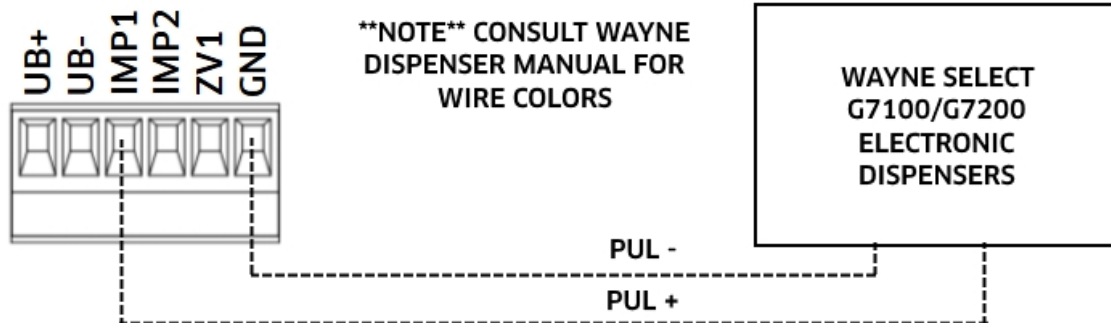 UB+
UB-
IMP1
IMP2
ZV1
GND
**NOTE** CONSULT WAYNE
DISPENSER MANUAL FOR
WIRE COLORS
WAYNE SELECT
G7100/G7200
ELECTRONIC
DISPENSERS
PUL -
PUL +